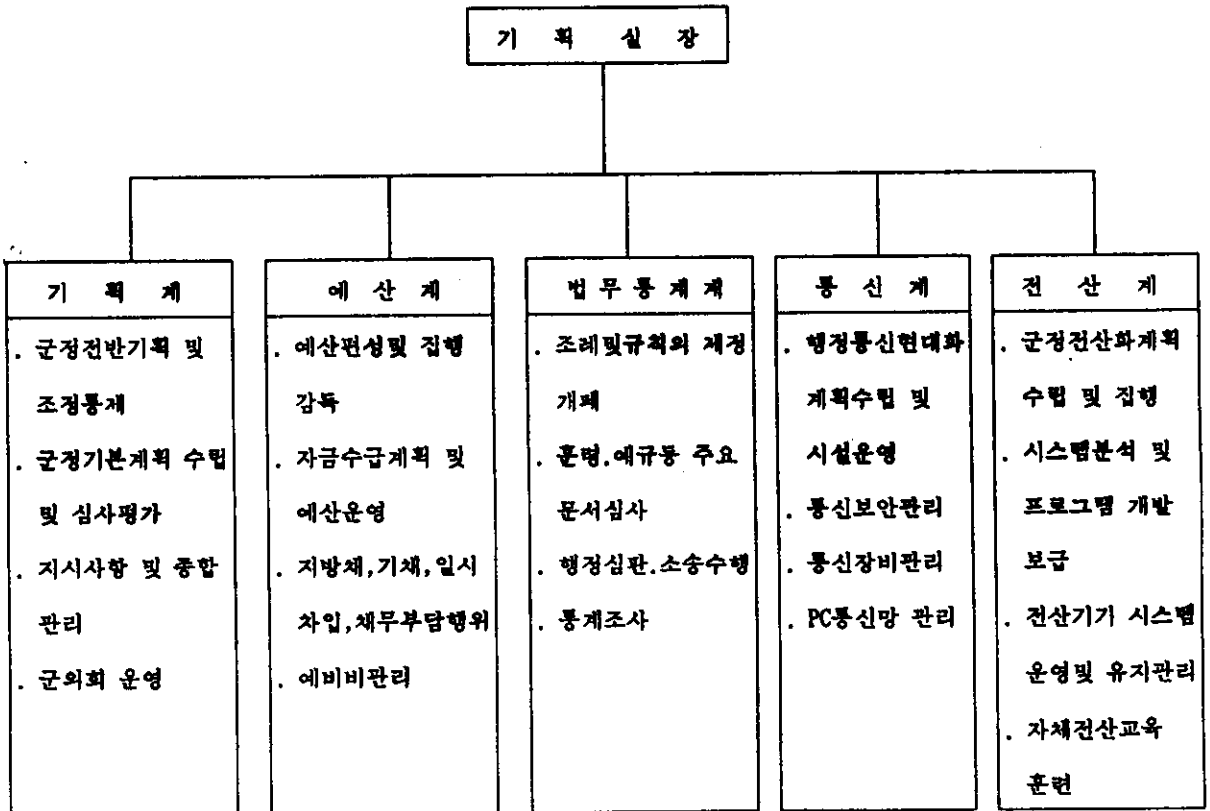 기 획 실 장
기 획 계
. 군정전반기획 및
조정통제
. 군정기본계획 수립
및 심사평가
. 지시사항 및 종합
관리
. 군의회 운영
예 산 계
. 예산편성및 집행
감독
. 자금수급계획 및
예산운영
. 지방채,기채,일시
차입,채무부담행위
. 예비비관리
법 무 통 계 계
. 조례및규칙의 제정
개폐
. 훈령.예규등 주요
문서심사
. 행정심판.소송수행
. 통계조사
통 신 계
. 행정통신현대화
계획수립 및
시설운영
. 통신보안관리
. 통신장비관리
. PC통신망 관리
전 산 계
. 군정전산화계획
수립 및 집행
. 시스템분석 및
프로그램 개발
보급
. 전산기기 시스템
운영및 유지관리
. 자체전산교육
훈련